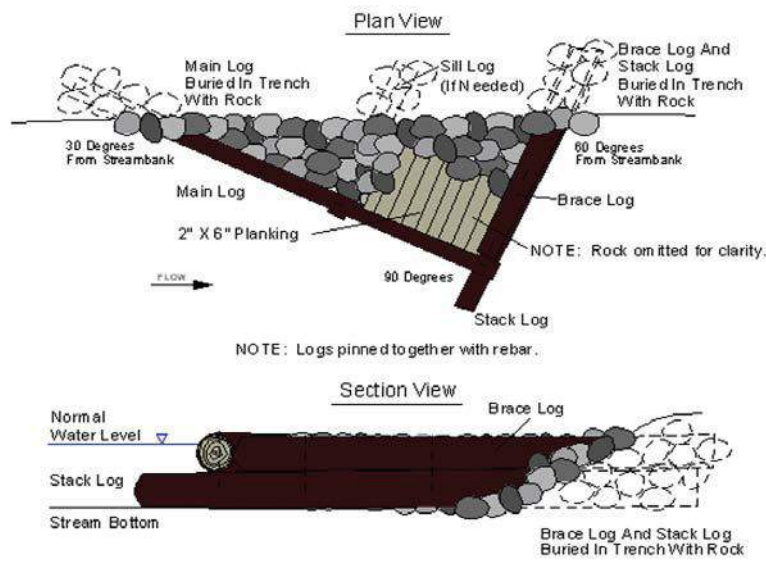 Plan View
Main Log
Buried In Trench
With Rock
Sill Log
(If Needed)
Brace Log And
Stack Log
Buried In Trench
With Rock
30 Degrees
From Streambank
60 Degrees
From Streambank
Main Log
Brace Log
2" X 6" Planking
NOTE: Rock omitted for clarity.
FLOW
90 Degrees
Stack Log
NOTE: Logs pinned together with rebar.
Section View
Normal
Water Level
Brace Log
Stack Log
Stream Bottom
Brace Log And Stack Log
Buried In Trench With Rock